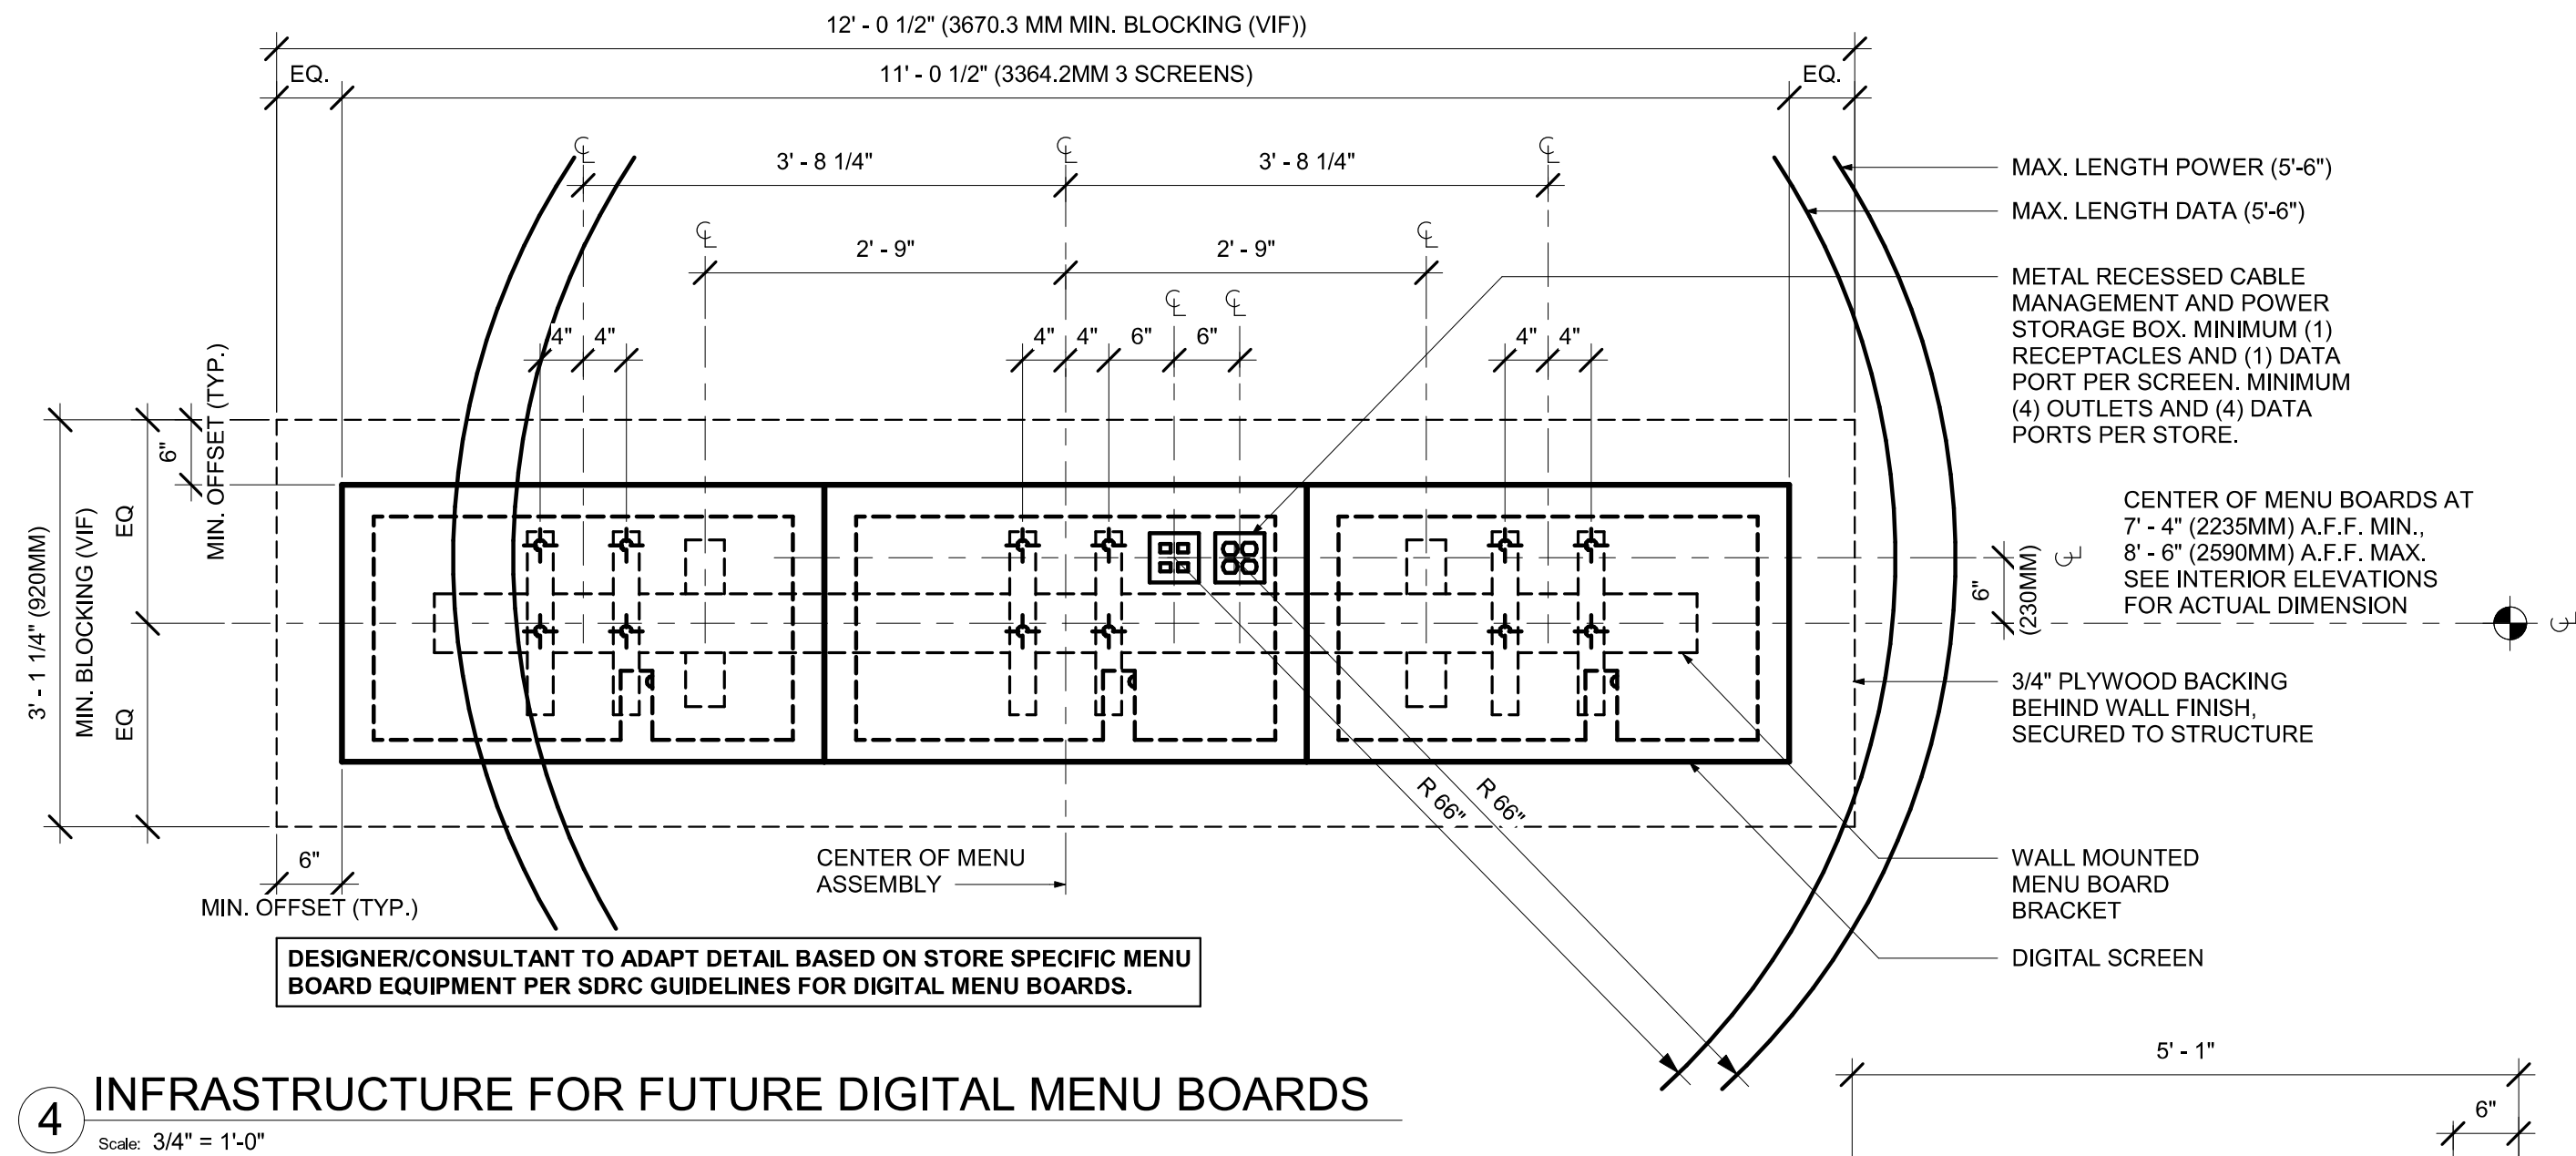 12' - 0 1/2" (3670.3 MM MIN. BLOCKING (VIF))
EQ.
11' - 0 1/2" (3364.2MM 3 SCREENS)
EQ.
3' - 8 1/4"
3' - 8 1/4"
2' - 9"
2' - 9"
4"
4"
4"
4"
6"
6"
4"
4"
MAX. LENGTH POWER (5'-6")
MAX. LENGTH DATA (5'-6")
METAL RECESSED CABLE
MANAGEMENT AND POWER
STORAGE BOX. MINIMUM (1)
RECEPTACLES AND (1) DATA
PORT PER SCREEN. MINIMUM
(4) OUTLETS AND (4) DATA
PORTS PER STORE.
CENTER OF MENU BOARDS AT
7' - 4" (2235MM) A.F.F. MIN.,
8' - 6" (2590MM) A.F.F. MAX.
SEE INTERIOR ELEVATIONS
FOR ACTUAL DIMENSION
6"
(230MM)
3/4" PLYWOOD BACKING
BEHIND WALL FINISH,
SECURED TO STRUCTURE
WALL MOUNTED
MENU BOARD
BRACKET
DIGITAL SCREEN
3' - 1 1/4" (920MM)
MIN. BLOCKING (VIF)
EQ
EQ
6"
MIN. OFFSET (TYP.)
6"
MIN. OFFSET (TYP.)
CENTER OF MENU
ASSEMBLY
R 66"
R 66"
DESIGNER/CONSULTANT TO ADAPT DETAIL BASED ON STORE SPECIFIC MENU
BOARD EQUIPMENT PER SDRC GUIDELINES FOR DIGITAL MENU BOARDS.
4
INFRASTRUCTURE FOR FUTURE DIGITAL MENU BOARDS
Scale: 3/4" = 1'-0"
5' - 1"
6"